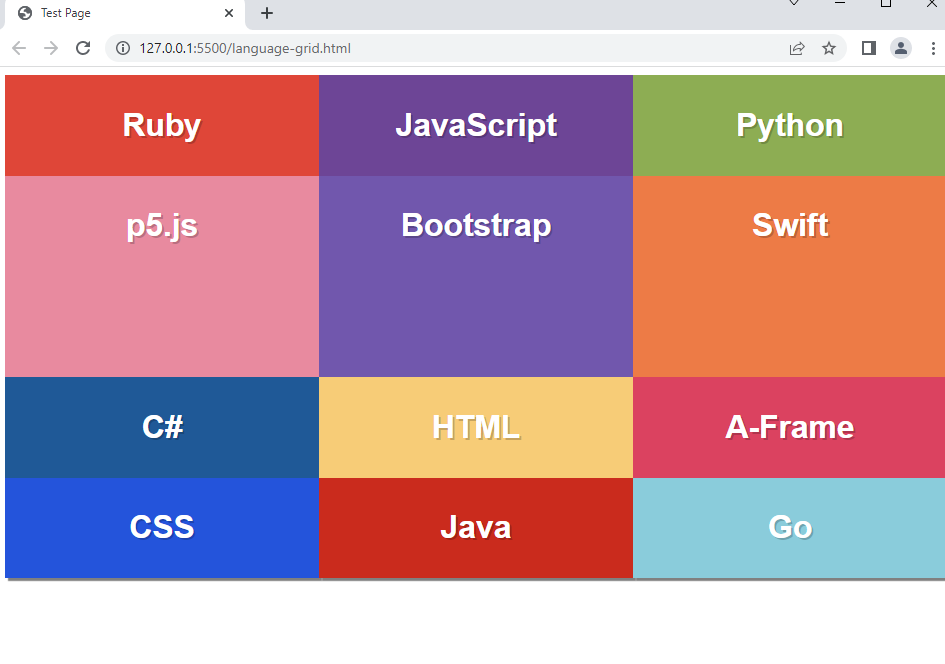 Test Page
127.0.0.1:5500/language-grid.html
Ruby JavaScript Python
p5.js Bootstrap Swift
C# HTML A-Frame
CSS Java Go